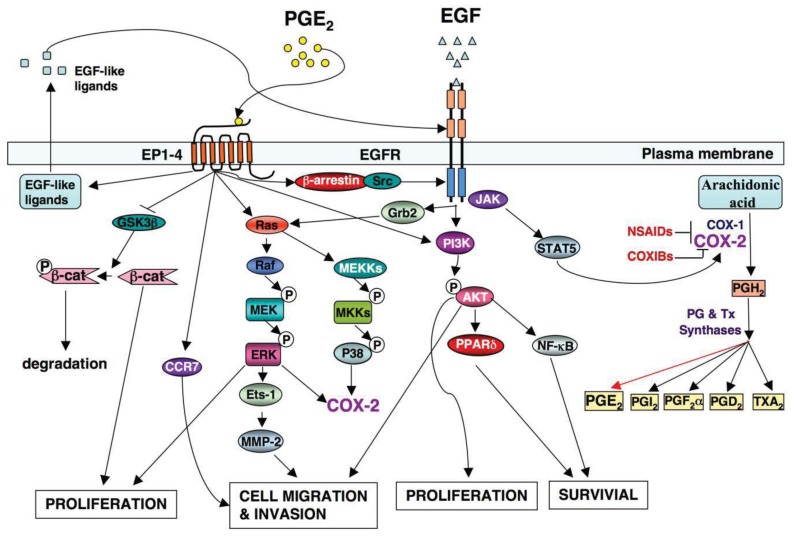 PGE2
EGF
EGF-like
ligands
EP1-4
EGFR
Plasma membrane
EGF-like
ligands
β-arrestin
Src
JAK
Arachidonic
acid
GSK3β
Ras
Grb2
PI3K
STAT5
NSAIDs
COX-1
COX-2
COXIBs
P
β-cat
β-cat
Raf
MEKKs
P
P
P
AKT
PGH2
MEK
MKKs
PG & Tx
Synthases
P
P
degradation
CCR7
ERK
P38
PPARδ
NF-κB
Ets-1
COX-2
PGE2
PGI2
PGF2α
PGD2
TXA2
MMP-2
PROLIFERATION
CELL MIGRATION
& INVASION
PROLIFERATION
SURVIVIAL